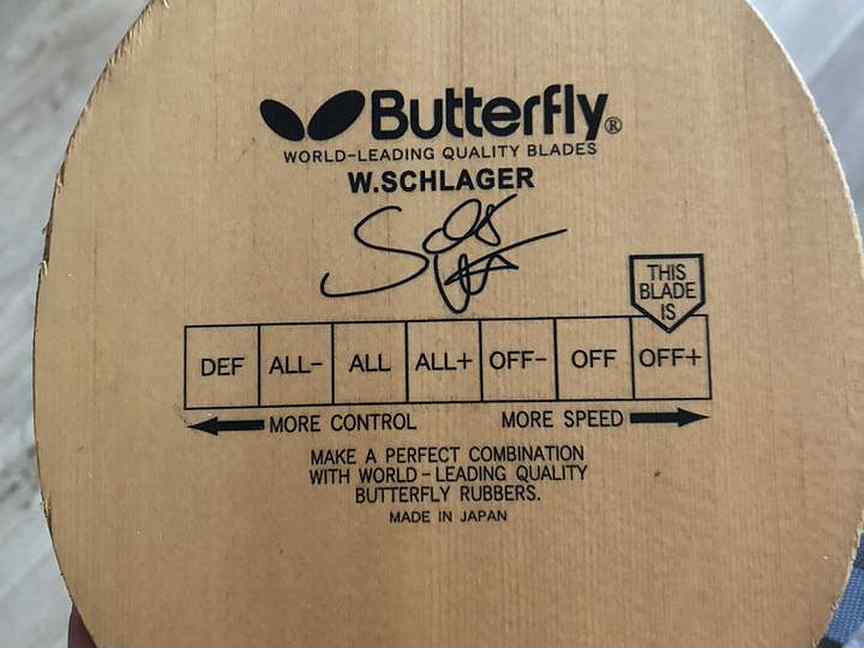 Butterfly®
WORLD-LEADING QUALITY BLADES
W.SCHLAGER
THIS
BLADE
IS
DEF ALL- ALL ALL+ OFF- OFF OFF+
MORE CONTROL MORE SPEED
MAKE A PERFECT COMBINATION
WITH WORLD-LEADING QUALITY
BUTTERFLY RUBBERS.
MADE IN JAPAN